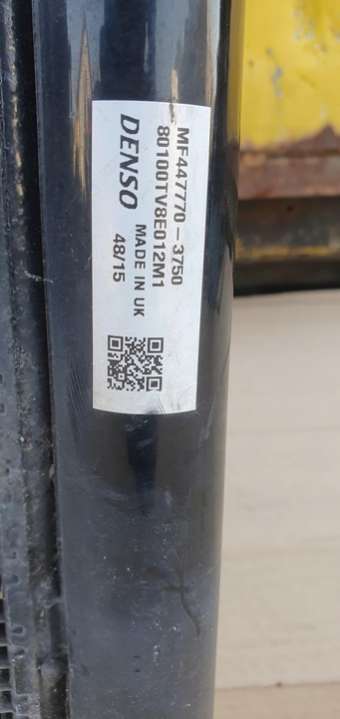 MF447770-3750
80100TV8E012M1
DENSO MADE IN UK
48/15